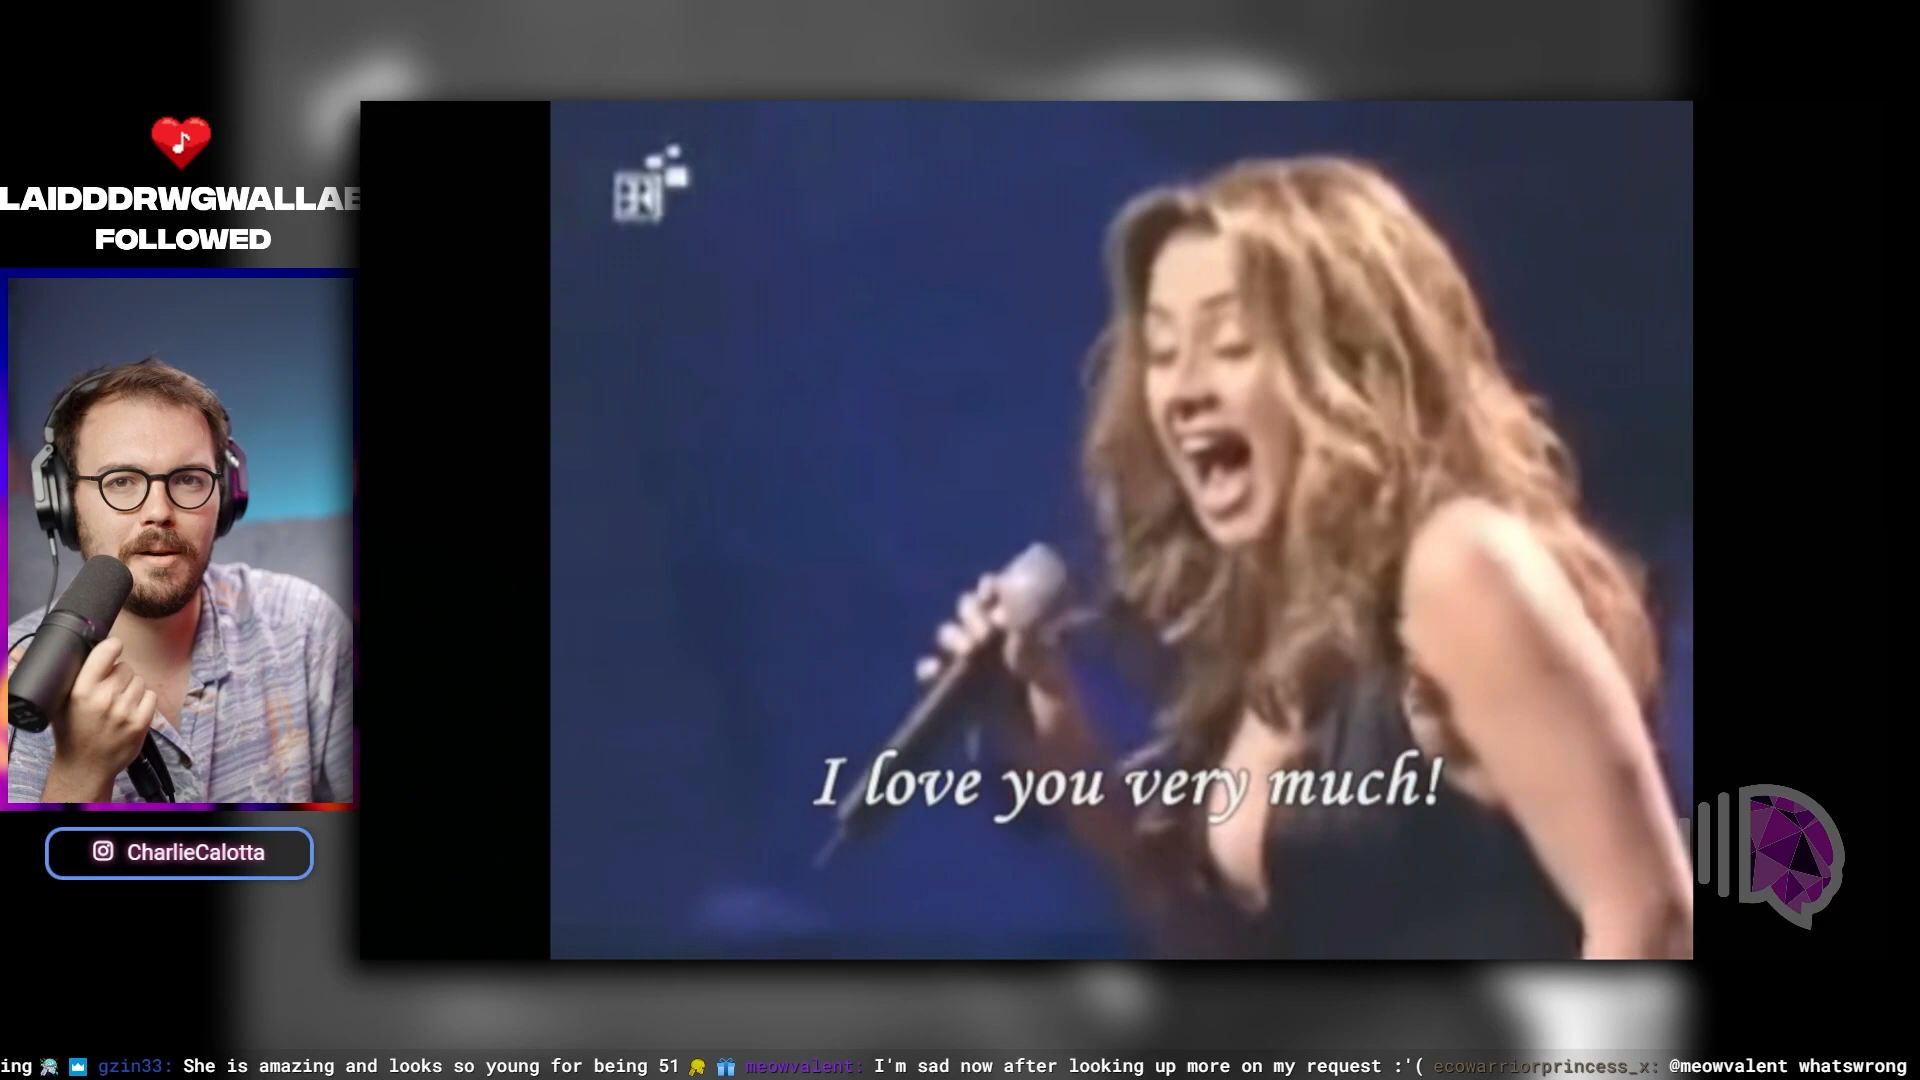 LAIDDDRWGWALLAE
FOLLOWED
CharlieCalotta
I love you very much!
ing gzin33: She is amazing and looks so young for being 51 meowvalent: I'm sad now after looking up more on my request :'( ecowarriorprincess_x: @meowvalent whatswrong